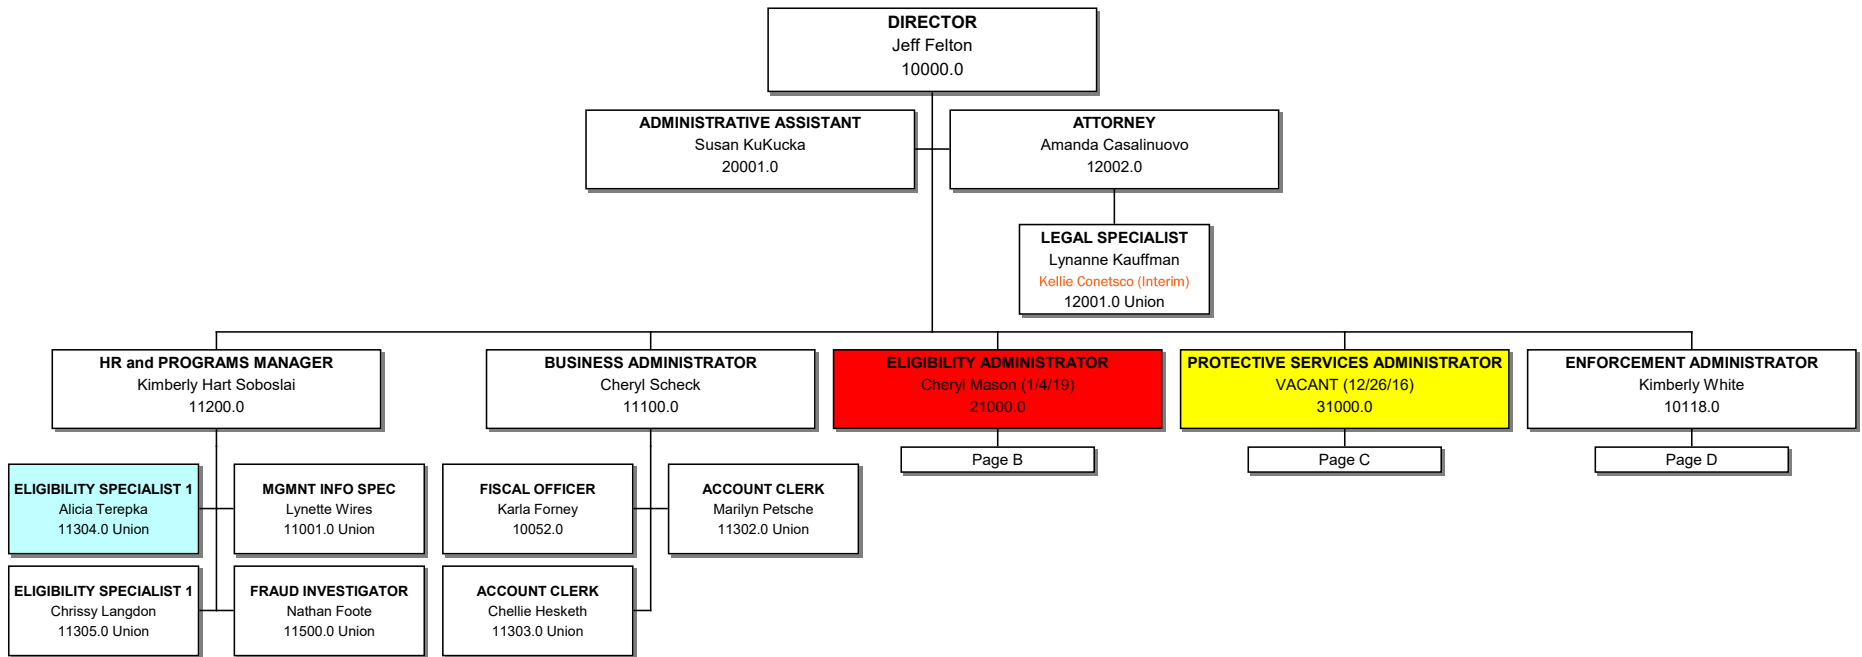 DIRECTOR
Jeff Felton
10000.0
ADMINISTRATIVE ASSISTANT
Susan KuKucka
20001.0
ATTORNEY
Amanda Casalinuovo
12002.0
LEGAL SPECIALIST
Lynanne Kauffman
Kellie Conetsco (Interim)
12001.0 Union
HR and PROGRAMS MANAGER
Kimberly Hart Soboslai
11200.0
BUSINESS ADMINISTRATOR
Cheryl Scheck
11100.0
ELIGIBILITY ADMINISTRATOR
Cheryl Mason (1/4/19)
21000.0
PROTECTIVE SERVICES ADMINISTRATOR
VACANT (12/26/16)
31000.0
ENFORCEMENT ADMINISTRATOR
Kimberly White
10118.0
Page B
Page C
Page D
ELIGIBILITY SPECIALIST 1
Alicia Terepka
11304.0 Union
MGMNT INFO SPEC
Lynette Wires
11001.0 Union
FISCAL OFFICER
Karla Forney
10052.0
ACCOUNT CLERK
Marilyn Petsche
11302.0 Union
ELIGIBILITY SPECIALIST 1
Chrissy Langdon
11305.0 Union
FRAUD INVESTIGATOR
Nathan Foote
11500.0 Union
ACCOUNT CLERK
Chellie Hesketh
11303.0 Union